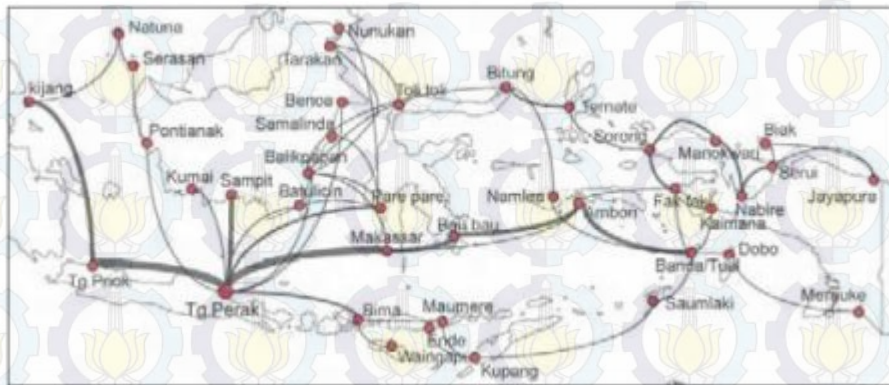 Natuna
Nunukan
Serasan
Tarakan
kijang
Benoa
Toli toli
Bitung
Ternate
Samalinda
Pontianak
Sorong
Biak
Manokwari
Balikpapan
Serui
Kumai
Sampit
Batulicin
Pare pare
Namlea
Ambon
Fak fak
Nabire
Jayapura
Kaimana
Makassar
Bau bau
Tg Priok
Banda/Tual
Dobo
Tg Perak
Bima
Maumere
Saumlaki
Merauke
Ende
Waingapu
Kupang